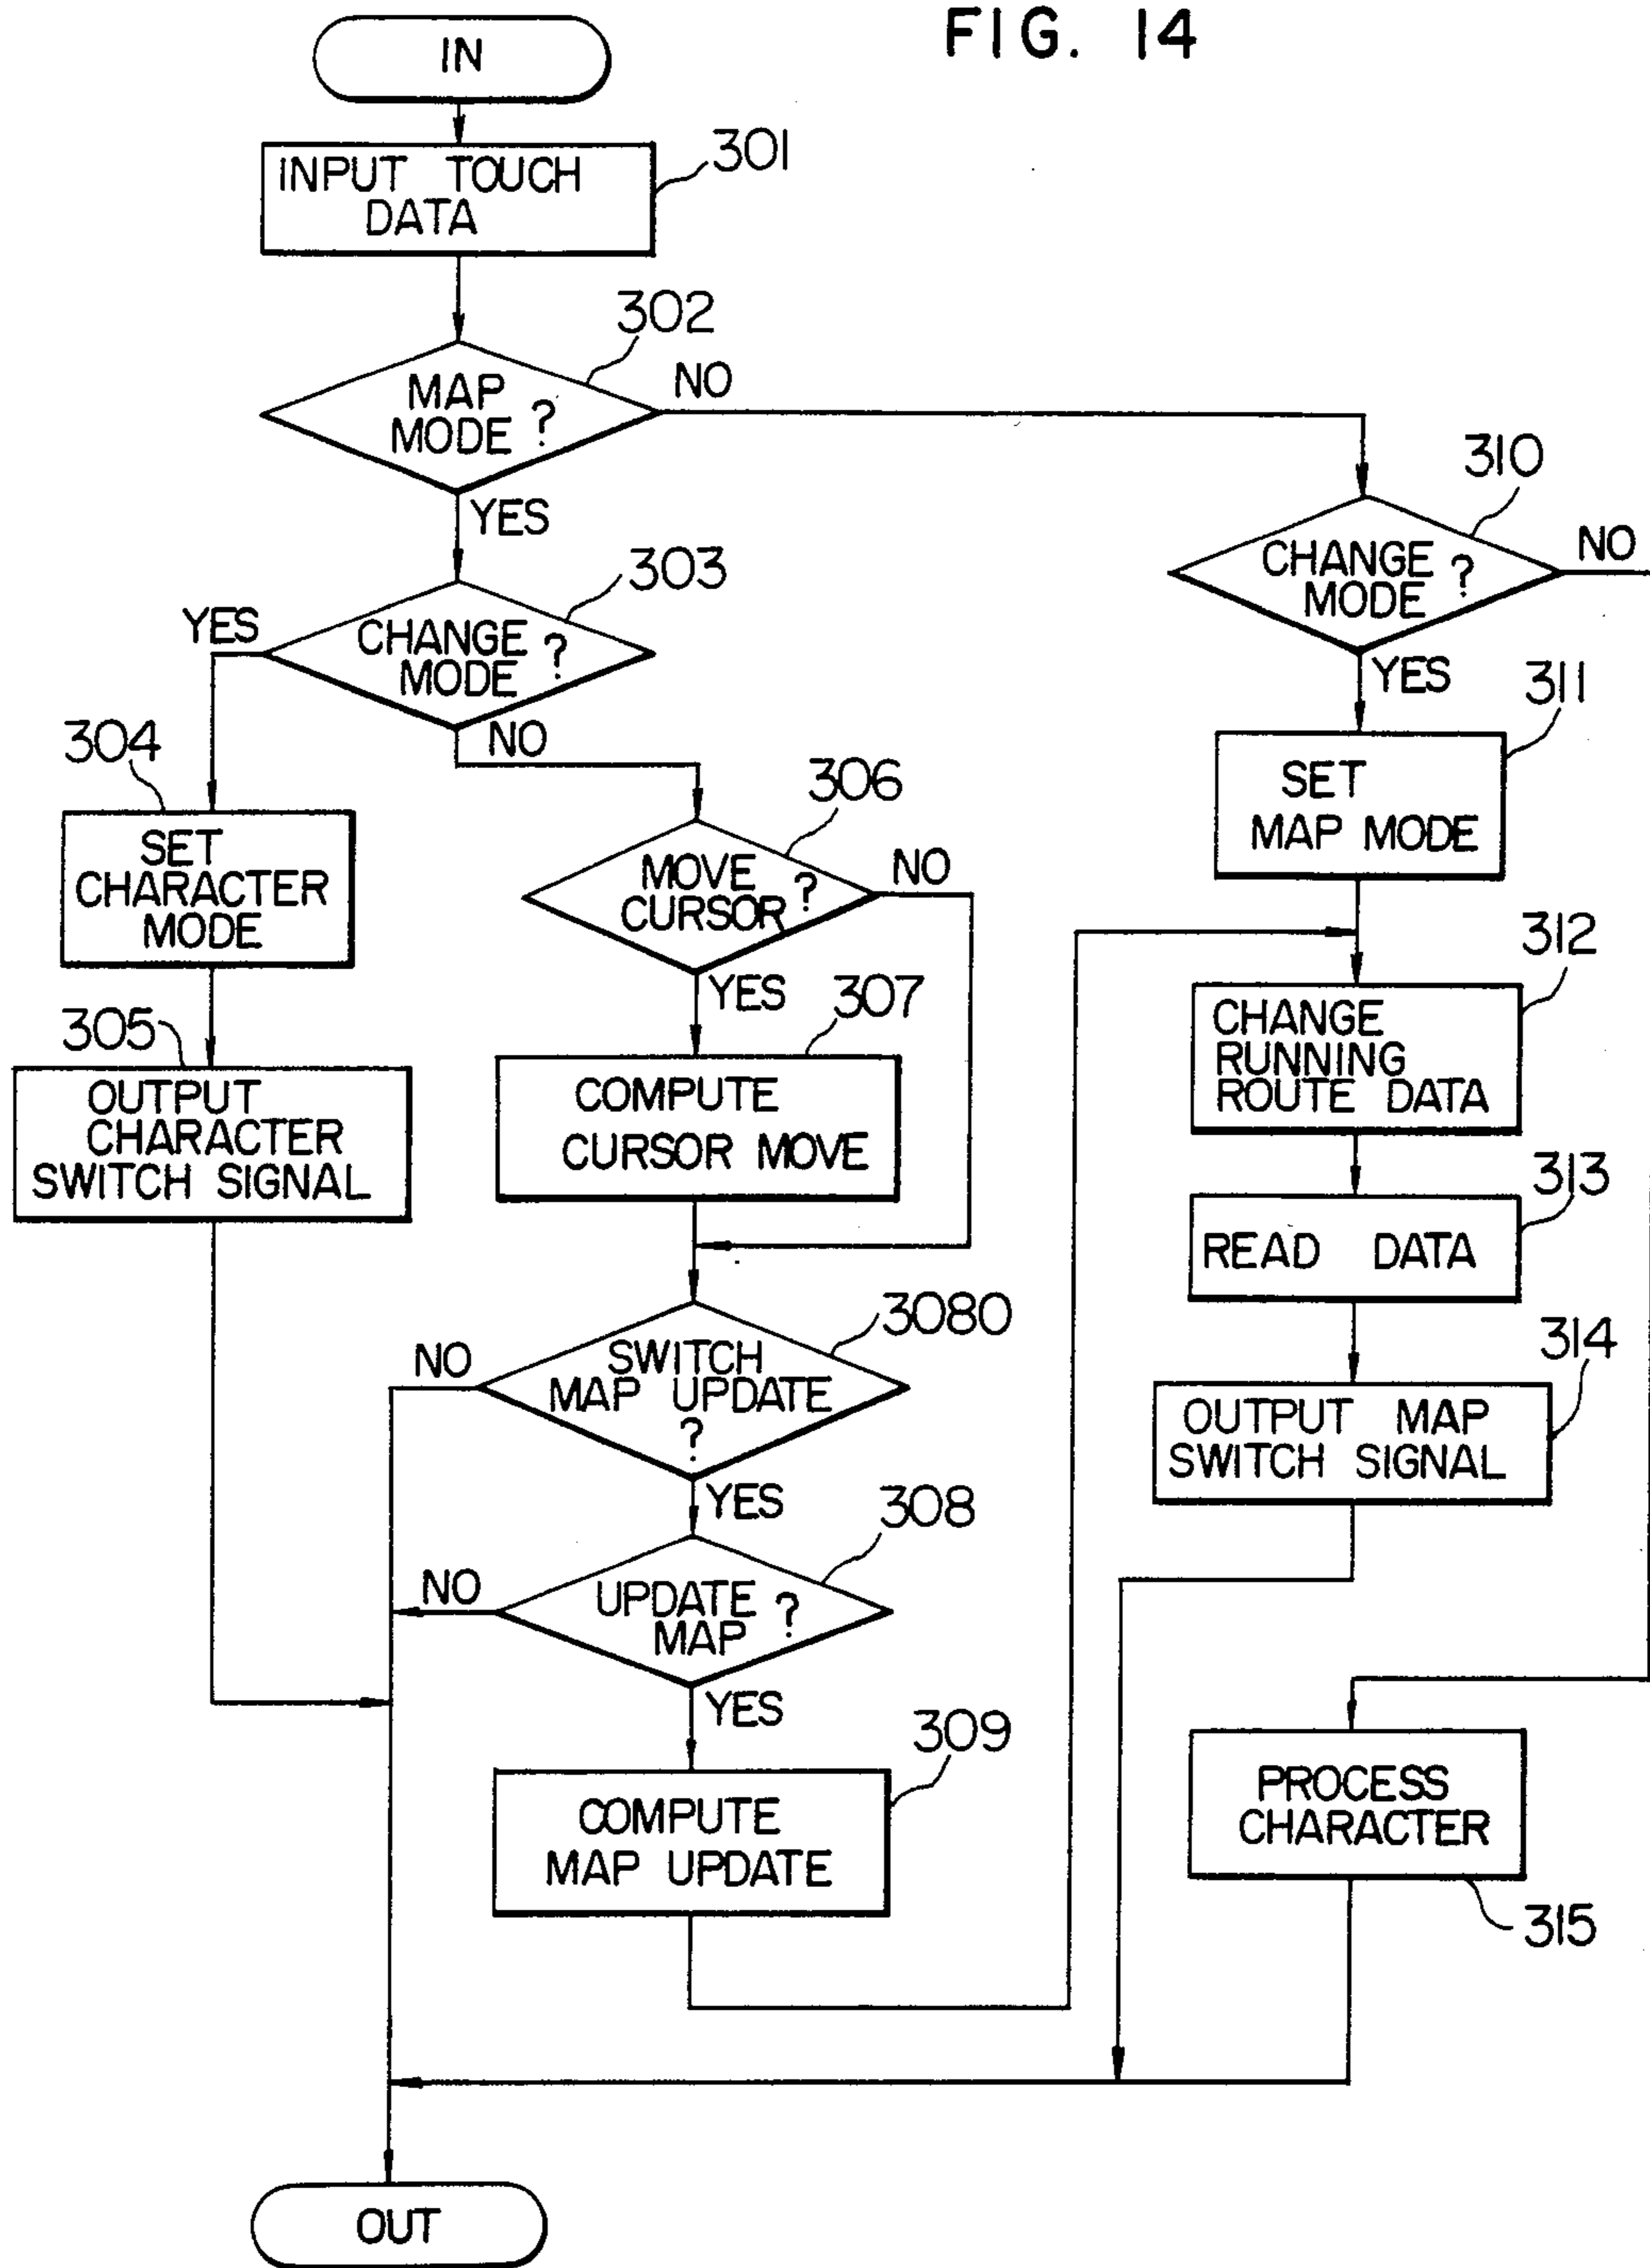 FIG. 14
IN
301
INPUT TOUCH
DATA
302
MAP
MODE ?
NO
YES
310
CHANGE
MODE ?
NO
YES
303
CHANGE
MODE ?
YES
NO
311
SET
MAP MODE
304
SET
CHARACTER
MODE
306
MOVE
CURSOR ?
NO
YES
312
CHANGE
RUNNING
ROUTE DATA
305
OUTPUT
CHARACTER
SWITCH SIGNAL
307
COMPUTE
CURSOR MOVE
313
READ DATA
3080
SWITCH
MAP UPDATE
?
NO
YES
314
OUTPUT MAP
SWITCH SIGNAL
308
UPDATE
MAP ?
NO
YES
309
COMPUTE
MAP UPDATE
PROCESS
CHARACTER
315
OUT